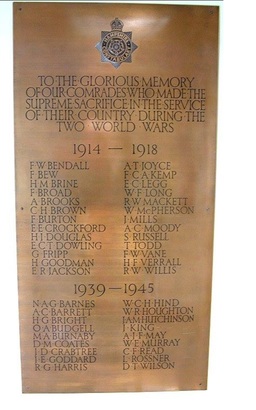 TO THE GLORIOUS MEMORY
OF OUR COMRADES WHO MADE THE
SUPREME SACRIFICE IN THE SERVICE
OF THEIR COUNTRY DURING THE
TWO WORLD WARS
1914 — 1918
F W BENDALL A T JOYCE
F BEW F C A KEMP
H M BRINE E C LEGG
F BROAD W F LONG
A BROOKS R W MACKETT
C H BROWN W McPHERSON
F BURTON J MILLS
E E CROCKFORD A C MOODY
H J DOUGLAS S RUSSELL
E C T DOWLING T TODD
G FRIPP F W VANE
H GOODMAN H F VERRALL
E R JACKSON R W WILLIS
1939 — 1945
N A G BARNES W C H HIND
A C BARRETT W R HOUGHTON
H G BRIGHT J A M HUTCHINSON
O A BUDGELL J KING
M A BURNABY A J F MAY
D M COATES W E MURRAY
J D CRABTREE C F READ
J E GODDARD L ROSSNER
R G HARRIS D T WILSON